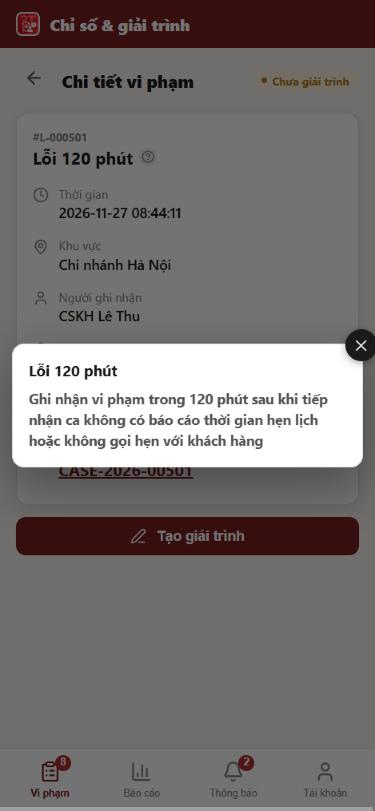 Chỉ số & giải trình
Chi tiết vi phạm
Chưa giải trình
#L-000501
Lỗi 120 phút
Thời gian
2026-11-27 08:44:11
Khu vực
Chi nhánh Hà Nội
Người ghi nhận
CSKH Lê Thu
Lỗi 120 phút
Ghi nhận vi phạm trong 120 phút sau khi tiếp
nhận ca không có báo cáo thời gian hẹn lịch
hoặc không gọi hẹn với khách hàng
CASE-2026-00501
Tạo giải trình
8
2
Vi phạm
Báo cáo
Thông báo
Tài khoản